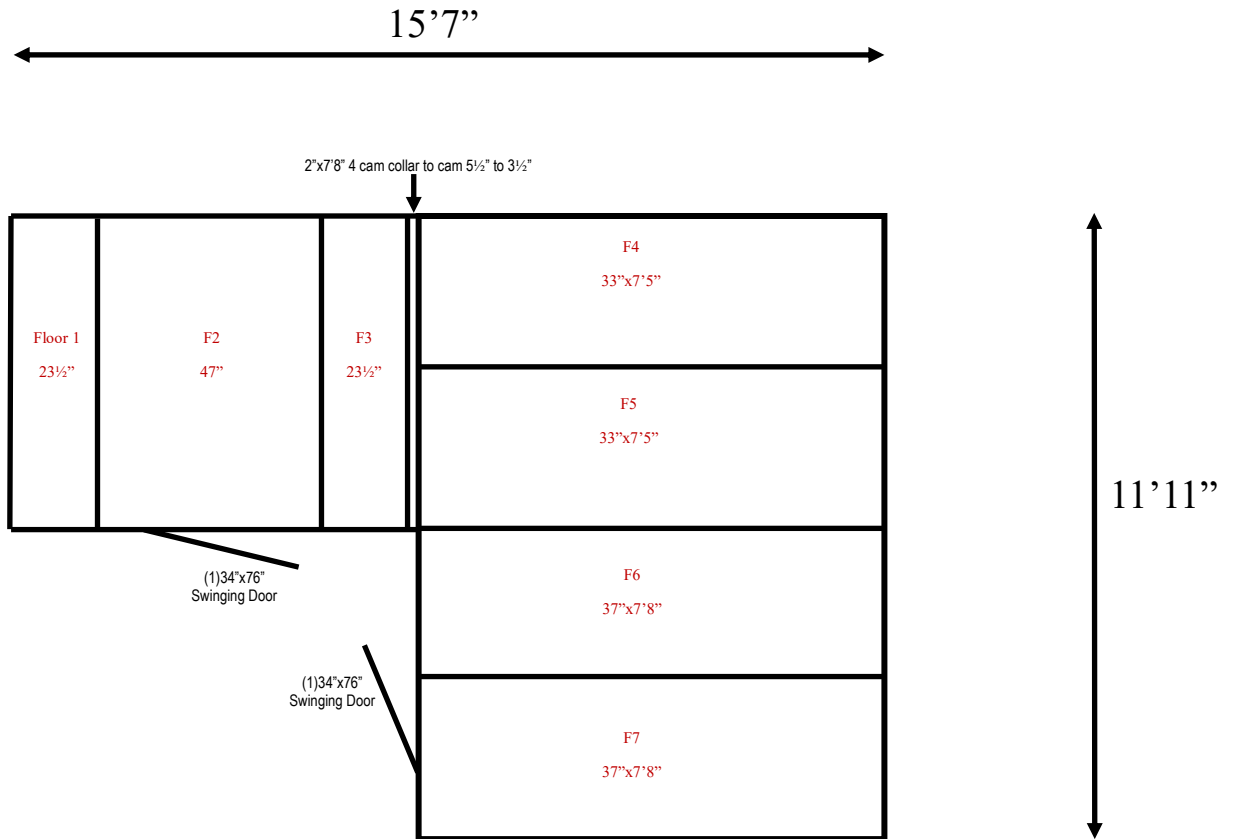 15’7”
2”x7’8” 4 cam collar to cam 5½” to 3½”
F4
33”x7’5”
Floor 1
23½”
F2
47”
F3
23½”
F5
33”x7’5”
11’11”
F6
37”x7’8”
(1)34”x76”
Swinging Door
(1)34”x76”
Swinging Door
F7
37”x7’8”